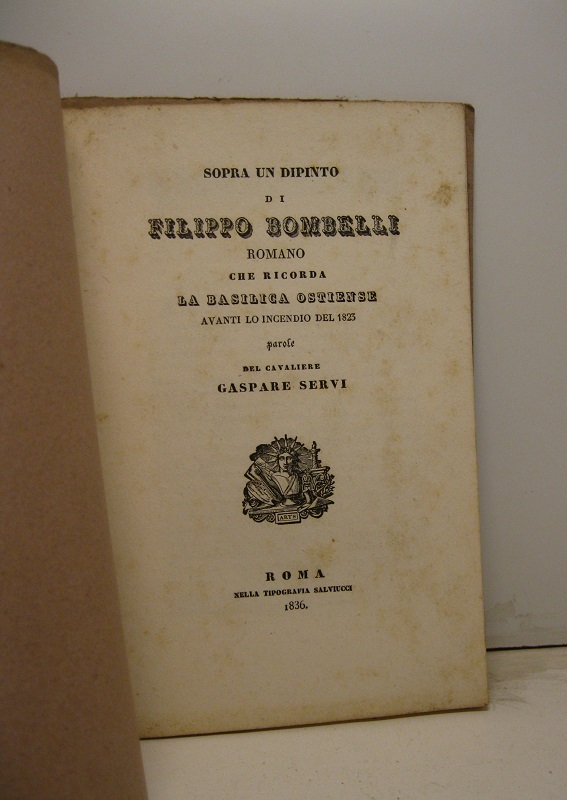 SOPRA UN DIPINTO
DI
FILIPPO BOMBELLI
ROMANO
CHE RICORDA
LA BASILICA OSTIENSE
AVANTI LO INCENDIO DEL 1823
parole
DEL CAVALIERE
GASPARE SERVI
ARTI
ROMA
NELLA TIPOGRAFIA SALVIUCCI
1836.